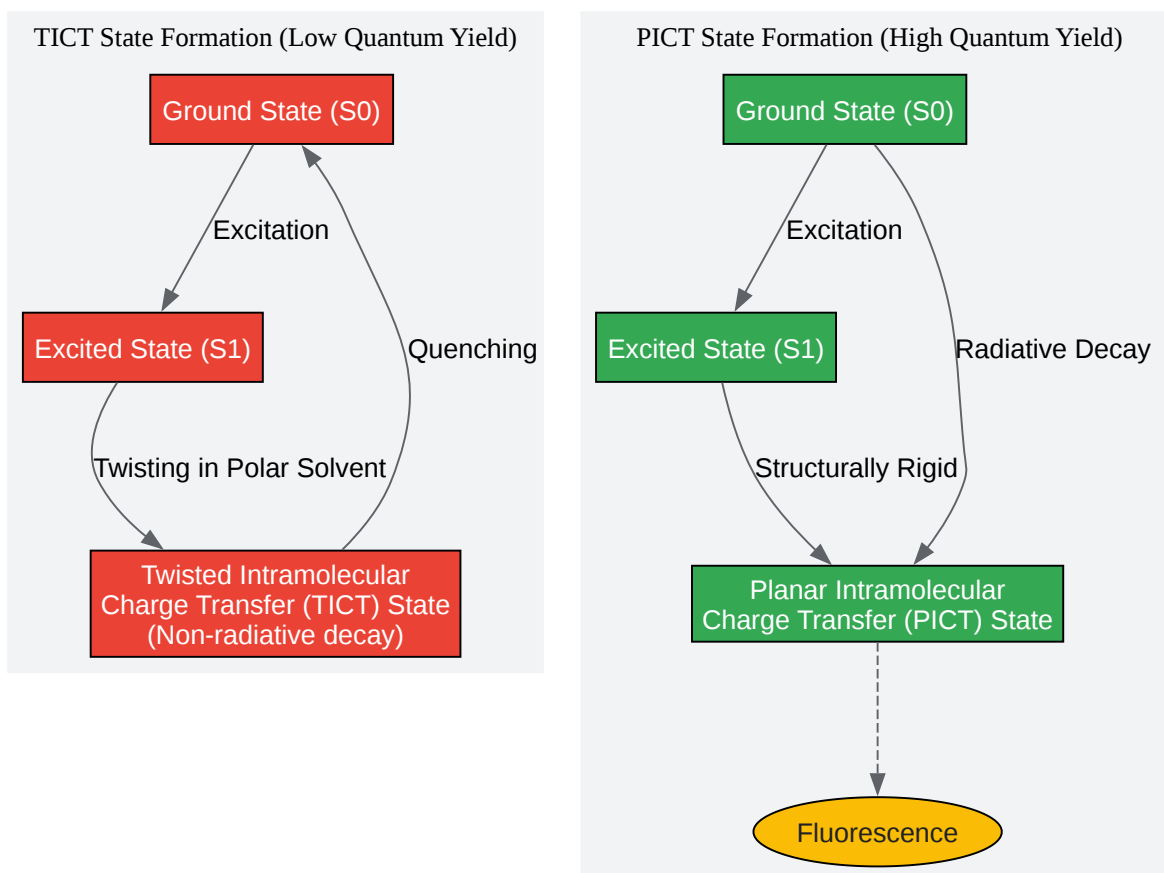 TICT State Formation (Low Quantum Yield)
Ground State (S0)
Excitation
Excited State (S1)
Quenching
Twisting in Polar Solvent
Twisted Intramolecular
Charge Transfer (TICT) State
(Non-radiative decay)
PICT State Formation (High Quantum Yield)
Ground State (S0)
Excitation
Excited State (S1)
Radiative Decay
Structurally Rigid
Planar Intramolecular
Charge Transfer (PICT) State
Fluorescence